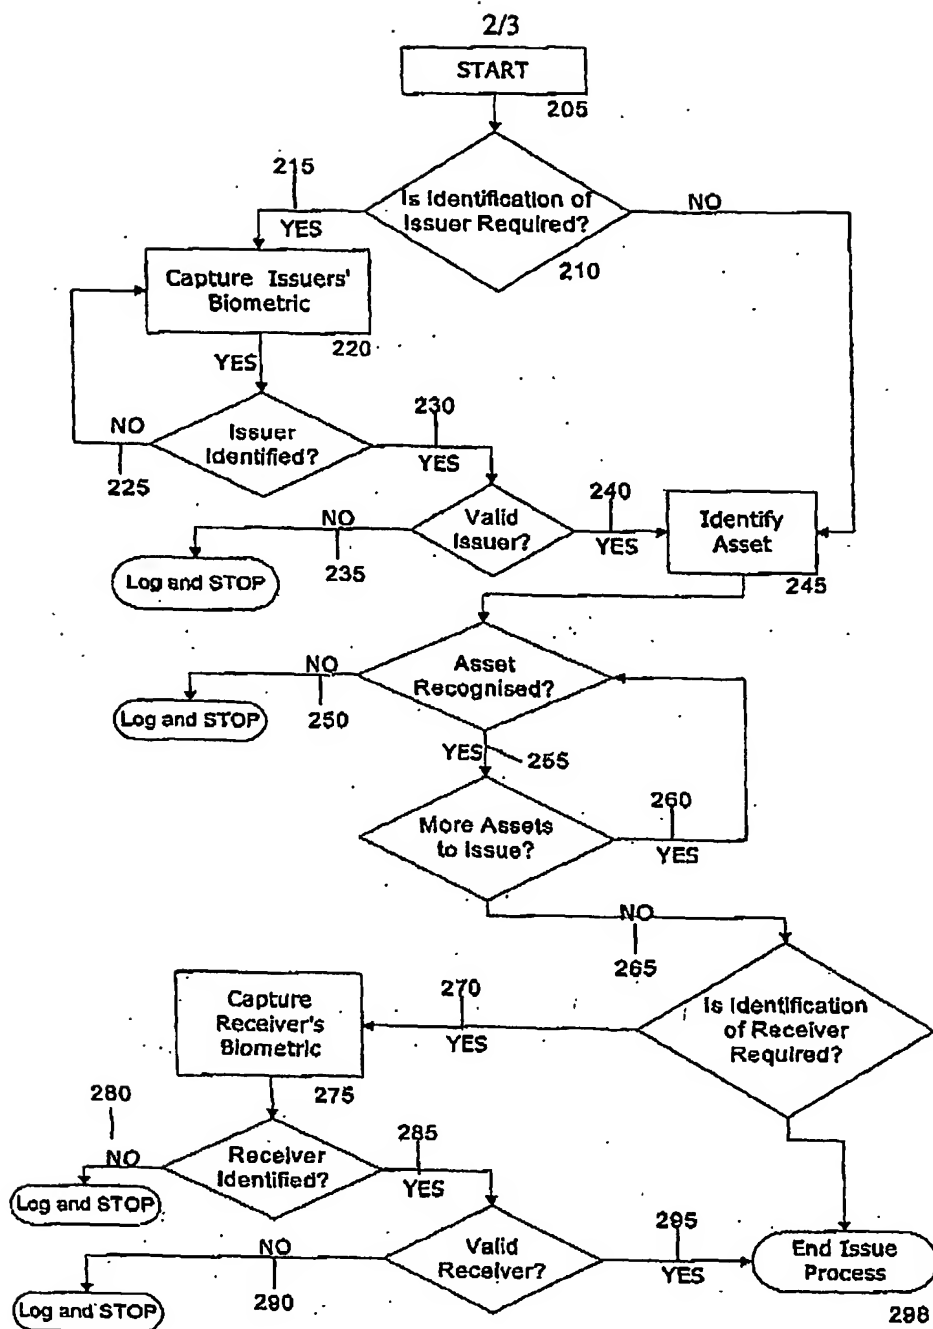 2/3
START
205
215
Is Identification of
Issuer Required?
NO
YES
210
Capture Issuers'
Biometric
220
YES
230
NO
Issuer
Identified?
YES
225
240
NO
Valid
Issuer?
YES
Identify
Asset
235
245
Log and STOP
NO
Asset
Recognised?
250
Log and STOP
YES
255
260
More Assets
to Issue?
YES
NO
265
270
Capture
Receiver's
Biometric
YES
Is Identification
of Receiver
Required?
275
280
285
NO
Receiver
Identified?
YES
Log and STOP
295
NO
Valid
Receiver?
YES
End Issue
Process
290
Log and STOP
298